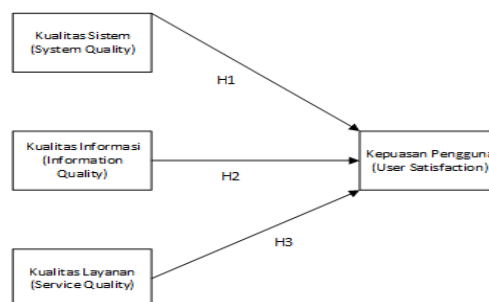 Kualitas Sistem
(System Quality)
H1
Kualitas Informasi
(Information
Quality)
H2
Kepuasan Pengguna
(User Satisfaction)
H3
Kualitas Layanan
(Service Quality)